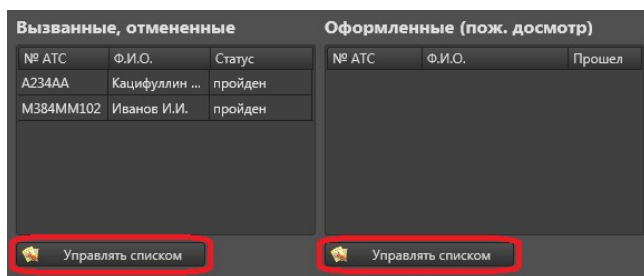 Вызванные, отмененные
№ АТС Ф.И.О. Статус
А234АА Кацифуллин ... пройден
М384ММ102 Иванов И.И. пройден
Управлять списком
Оформленные (пож. досмотр)
№ АТС Ф.И.О. Прошел
Управлять списком